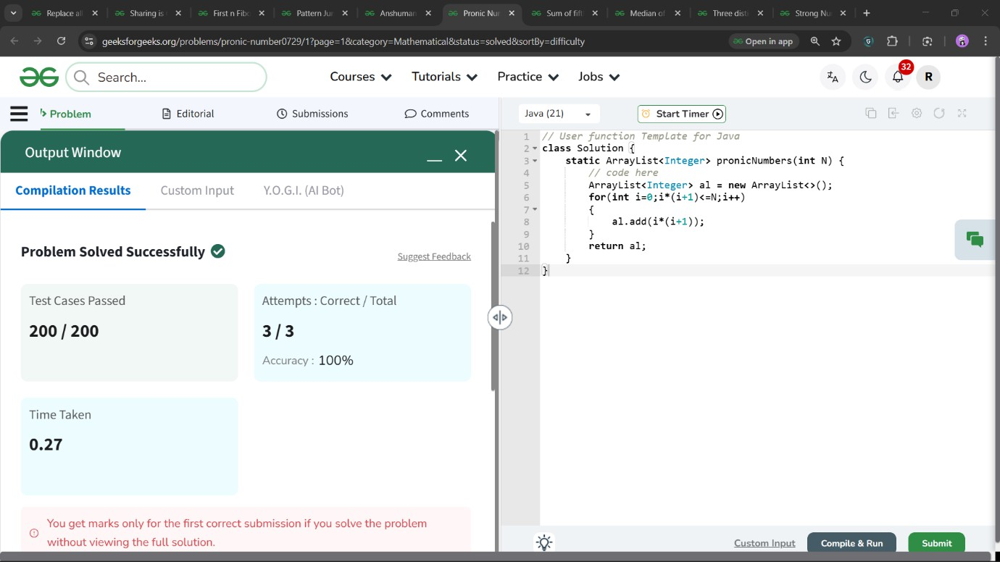 Replace all
Sharing is
First n Fibo
Pattern Jun
Anshuman
Pronic Nur
Sum of fift
Median of
Three disti
Strong Nu
geeksforgeeks.org/problems/pronic-number0729/1?page=1&category=Mathematical&status=solved&sortBy=difficulty
Open in app
Search...
Courses
Tutorials
Practice
Jobs
32
R
Problem
Editorial
Submissions
Comments
Java (21)
Start Timer
Output Window
Compilation Results
Custom Input
Y.O.G.I. (AI Bot)
Problem Solved Successfully
Suggest Feedback
Test Cases Passed
200 / 200
Attempts : Correct / Total
3 / 3
Accuracy : 100%
Time Taken
0.27
You get marks only for the first correct submission if you solve the problem
without viewing the full solution.
1 // User function Template for Java
2 class Solution {
3 static ArrayList<Integer> pronicNumbers(int N) {
4 // code here
5 ArrayList<Integer> al = new ArrayList<>();
6 for(int i=0;i*(i+1)<=N;i++)
7 {
8 al.add(i*(i+1));
9 }
10 return al;
11 }
12 }
Custom Input
Compile & Run
Submit